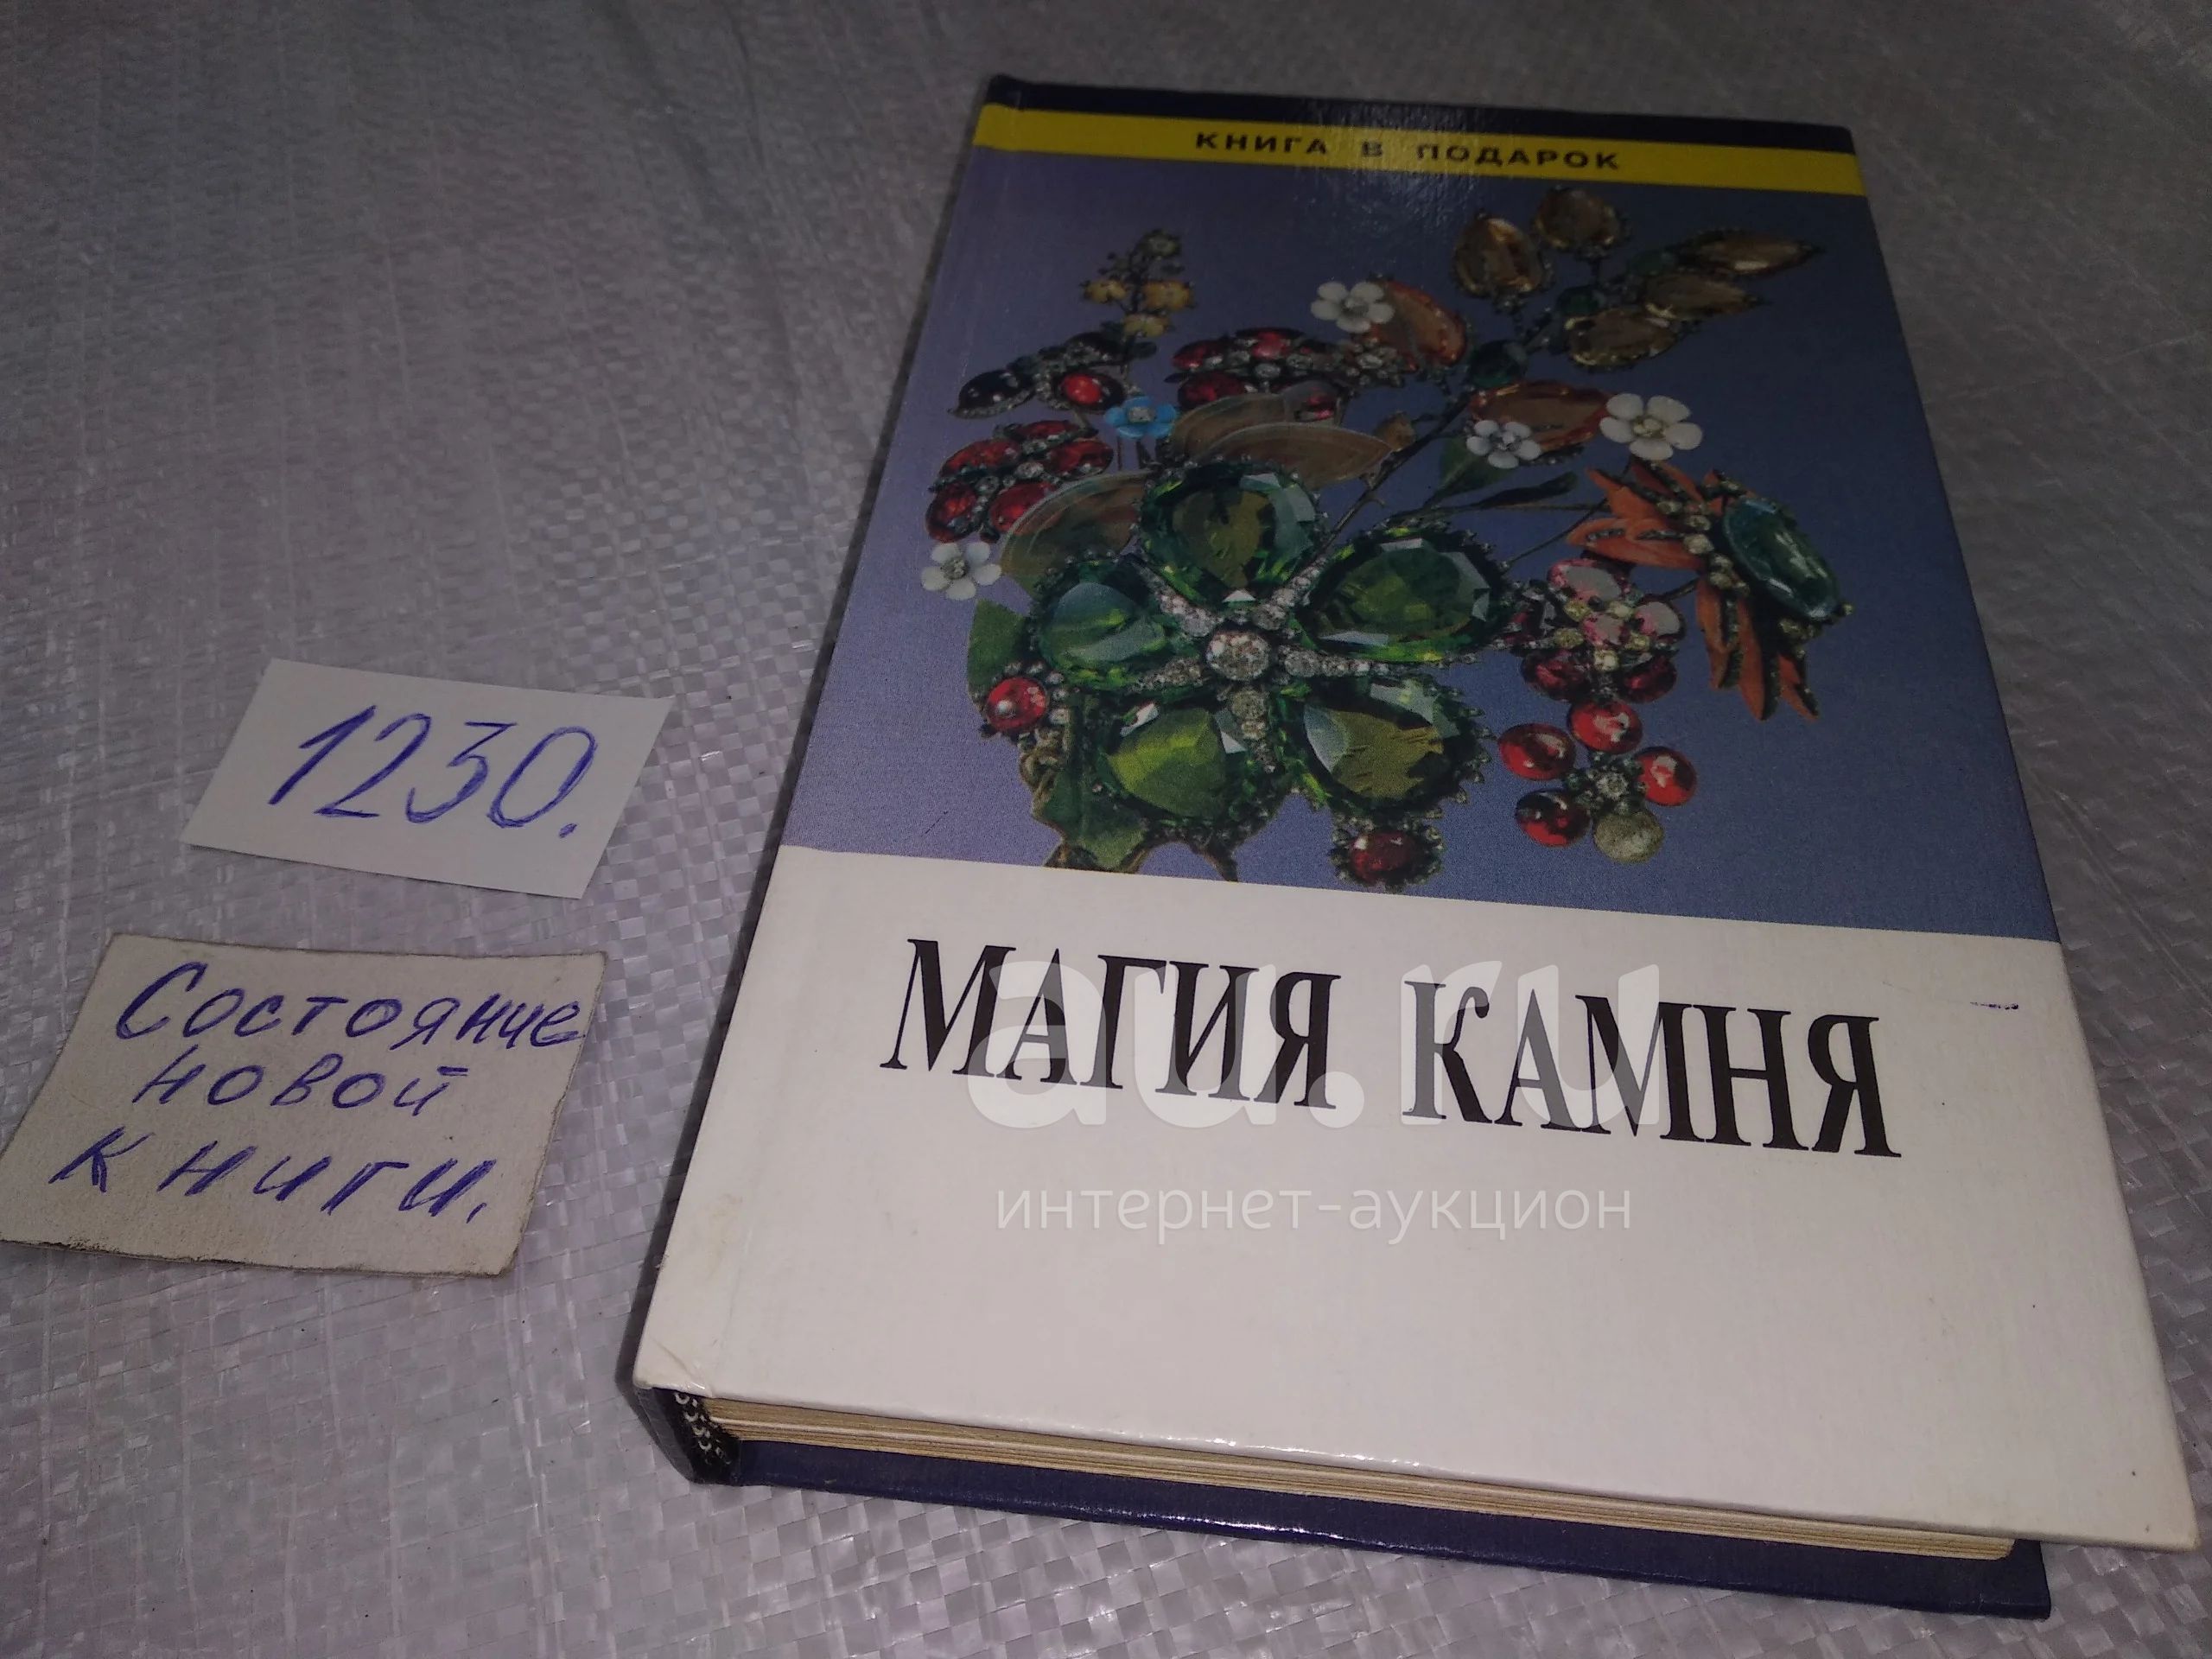 КНИГА В ПОДАРОК
1230.
Состояние
новой
книги.
МАГИЯ КАМНЯ
au.ru
интернет-аукцион